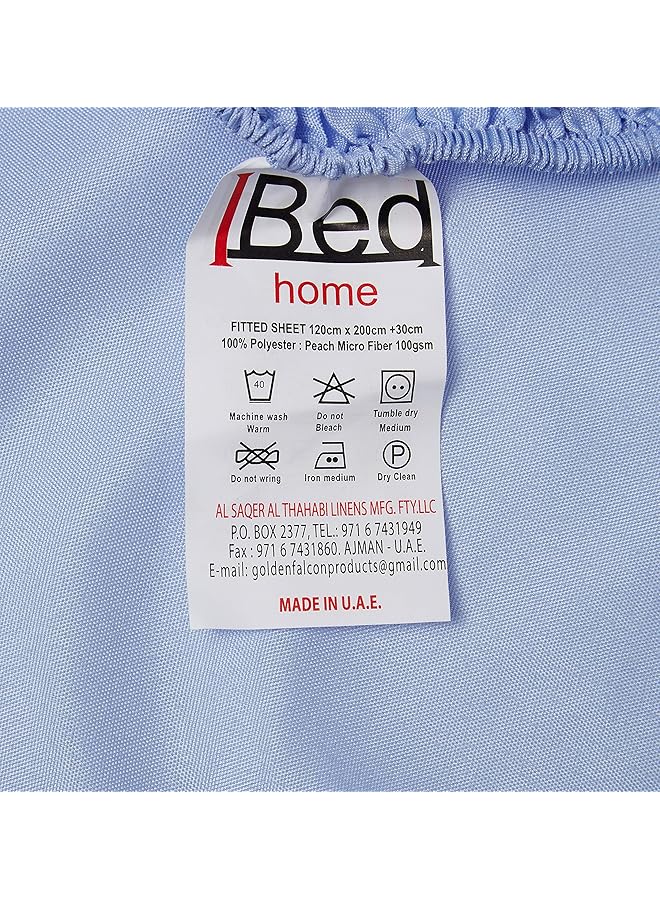 IBed
home
FITTED SHEET 120cm x 200cm +30cm
100% Polyester : Peach Micro Fiber 100gsm
40
Machine wash
Warm
Do not
Bleach
Tumble dry
Medium
P
Do not wring
Iron medium
Dry Clean
AL SAQER AL THAHABI LINENS MFG. FTY.LLC
P.O. BOX 2377, TEL.: 971 6 7431949
Fax : 971 6 7431860. AJMAN - U.A.E.
E-mail: goldenfalconproducts@gmail.com
MADE IN U.A.E.